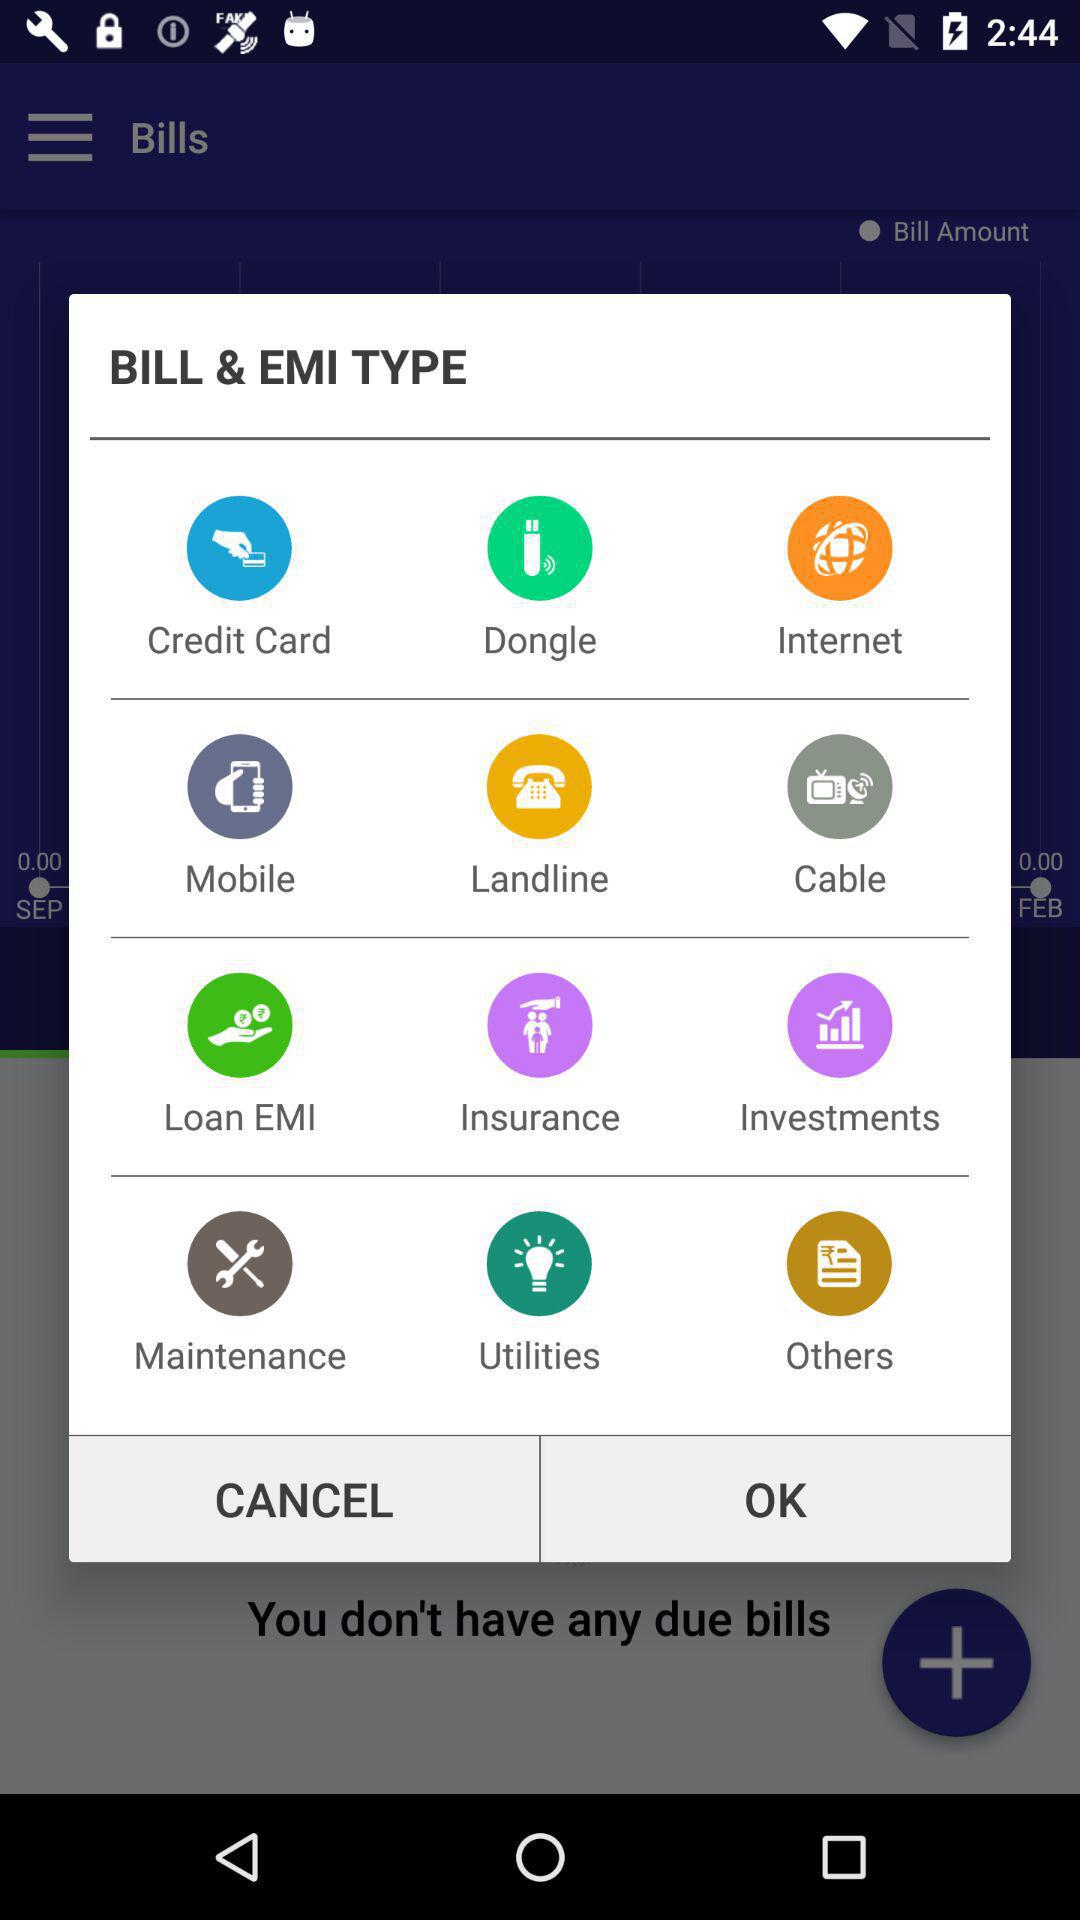 FAKE
2:44
Bills
Bill Amount
BILL & EMI TYPE
Credit Card
Dongle
Internet
Mobile
Landline
Cable
0.00
0.00
SEP
FEB
Loan EMI
Insurance
Investments
Maintenance
Utilities
Others
CANCEL
OK
You don't have any due bills